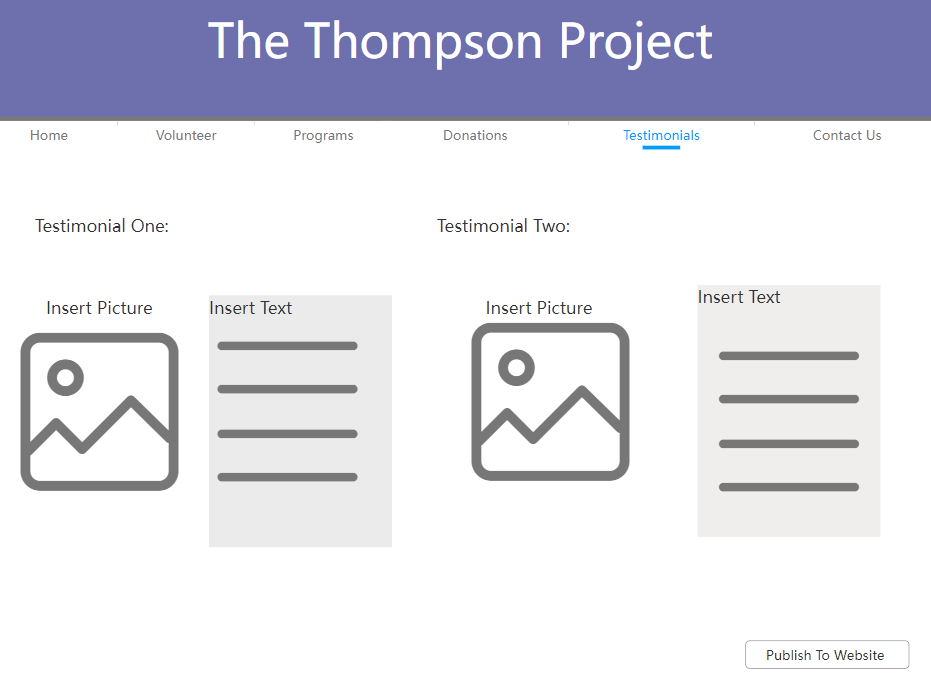 The Thompson Project
Home Volunteer Programs Donations Testimonials Contact Us
Testimonial One: Testimonial Two:
Insert Picture Insert Text Insert Picture Insert Text
Publish To Website